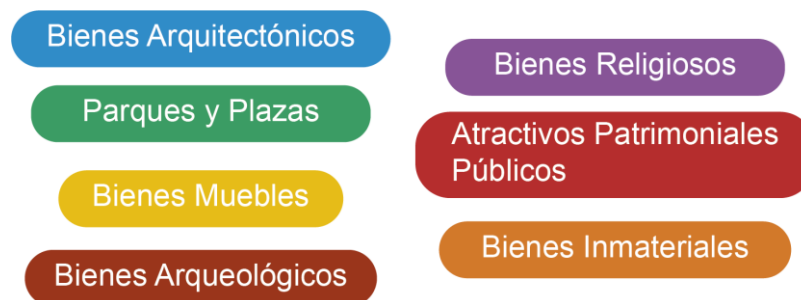 Bienes Arquitectónicos
Parques y Plazas
Bienes Muebles
Bienes Arqueológicos
Bienes Religiosos
Atractivos Patrimoniales
Públicos
Bienes Inmateriales